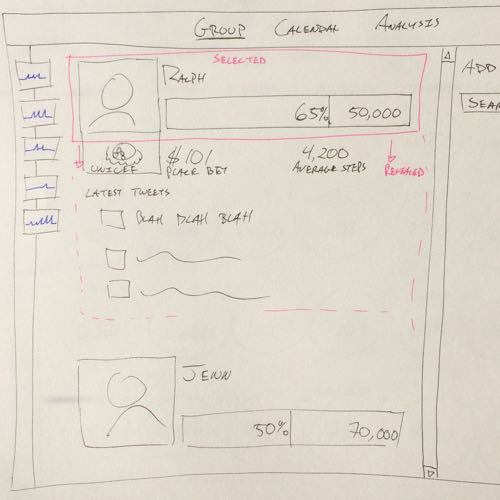 GROUP CALENDAR ANALYSIS
SELECTED
ADD
RALPH
65% 50,000
SEAR
UNICEF
$101
PLACE BET
4,200
AVERAGE STEPS
REVEALED
LATEST TWEETS
BLAH BLAH BLAH
JENN
50% 70,000